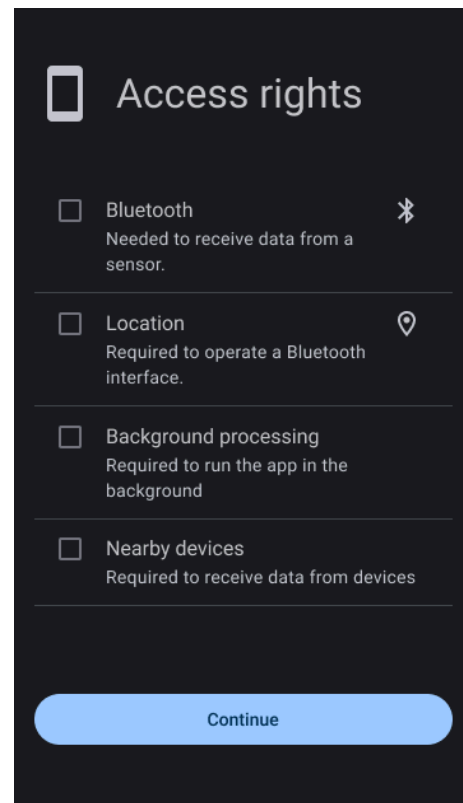 Access rights
Bluetooth
Needed to receive data from a
sensor.
Location
Required to operate a Bluetooth
interface.
Background processing
Required to run the app in the
background
Nearby devices
Required to receive data from devices
Continue